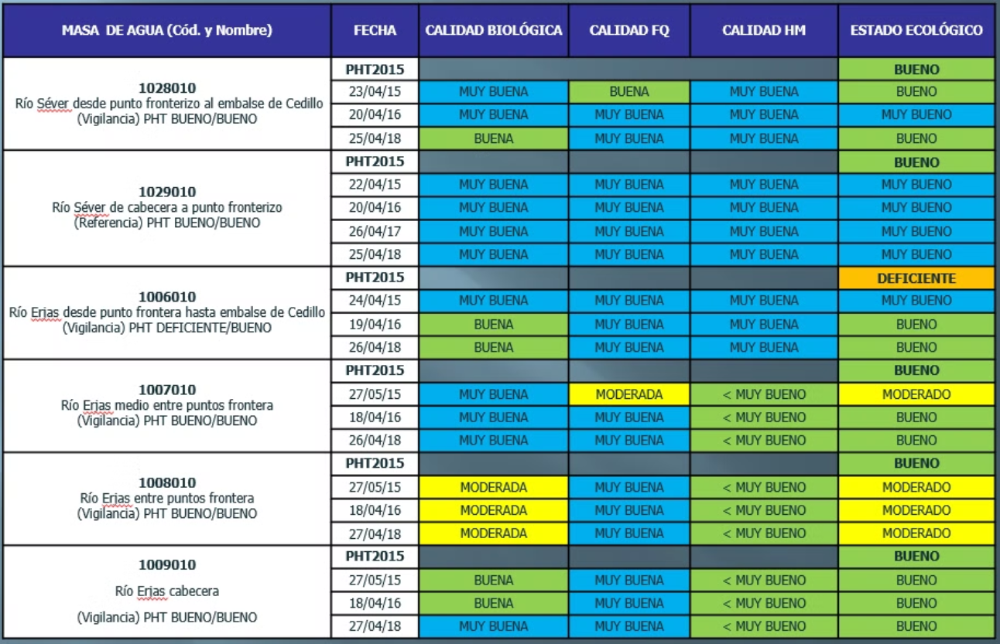 MASA DE AGUA (Cód. y Nombre) FECHA CALIDAD BIOLÓGICA CALIDAD FQ CALIDAD HM ESTADO ECOLÓGICO
1028010
Río Séver desde punto fronterizo al embalse de Cedillo
(Vigilancia) PHT BUENO/BUENO
PHT2015 BUENO
23/04/15 MUY BUENA BUENA MUY BUENA BUENO
20/04/16 MUY BUENA MUY BUENA MUY BUENA MUY BUENO
25/04/18 BUENA MUY BUENA MUY BUENA BUENO
1029010
Río Séver de cabecera a punto fronterizo
(Referencia) PHT BUENO/BUENO
PHT2015 BUENO
22/04/15 MUY BUENA MUY BUENA MUY BUENA MUY BUENO
20/04/16 MUY BUENA MUY BUENA MUY BUENA MUY BUENO
26/04/17 MUY BUENA MUY BUENA MUY BUENA MUY BUENO
25/04/18 MUY BUENA MUY BUENA MUY BUENA MUY BUENO
1006010
Río Erjas desde punto frontera hasta embalse de Cedillo
(Vigilancia) PHT DEFICIENTE/BUENO
PHT2015 DEFICIENTE
24/04/15 MUY BUENA MUY BUENA MUY BUENA MUY BUENO
19/04/16 BUENA MUY BUENA MUY BUENA BUENO
26/04/18 BUENA MUY BUENA MUY BUENA BUENO
1007010
Río Erjas medio entre puntos frontera
(Vigilancia) PHT BUENO/BUENO
PHT2015 BUENO
27/05/15 MUY BUENA MODERADA < MUY BUENO MODERADO
18/04/16 MUY BUENA MUY BUENA < MUY BUENO BUENO
26/04/18 MUY BUENA MUY BUENA < MUY BUENO BUENO
1008010
Río Erjas entre puntos frontera
(Vigilancia) PHT BUENO/BUENO
PHT2015 BUENO
27/05/15 MODERADA MUY BUENA < MUY BUENO MODERADO
18/04/16 MODERADA MUY BUENA < MUY BUENO MODERADO
27/04/18 MODERADA MUY BUENA < MUY BUENO MODERADO
1009010
Río Erjas cabecera
(Vigilancia) PHT BUENO/BUENO
PHT2015 BUENO
27/05/15 BUENA MUY BUENA < MUY BUENO BUENO
18/04/16 BUENA MUY BUENA < MUY BUENO BUENO
27/04/18 MUY BUENA MUY BUENA < MUY BUENO BUENO